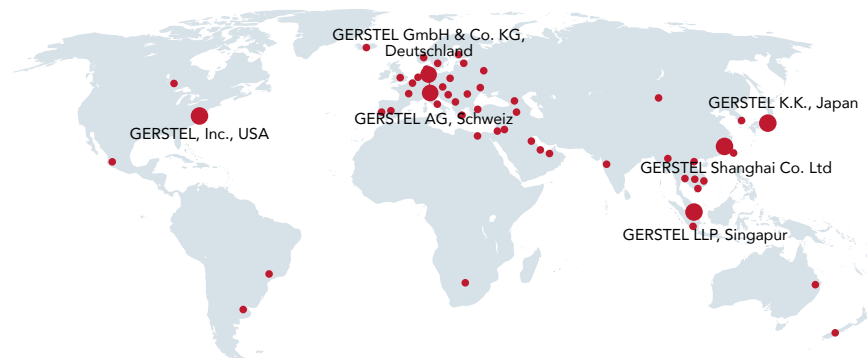 GERSTEL GmbH & Co. KG,
Deutschland
GERSTEL K.K., Japan
GERSTEL AG, Schweiz
GERSTEL, Inc., USA
GERSTEL Shanghai Co. Ltd
GERSTEL LLP, Singapur